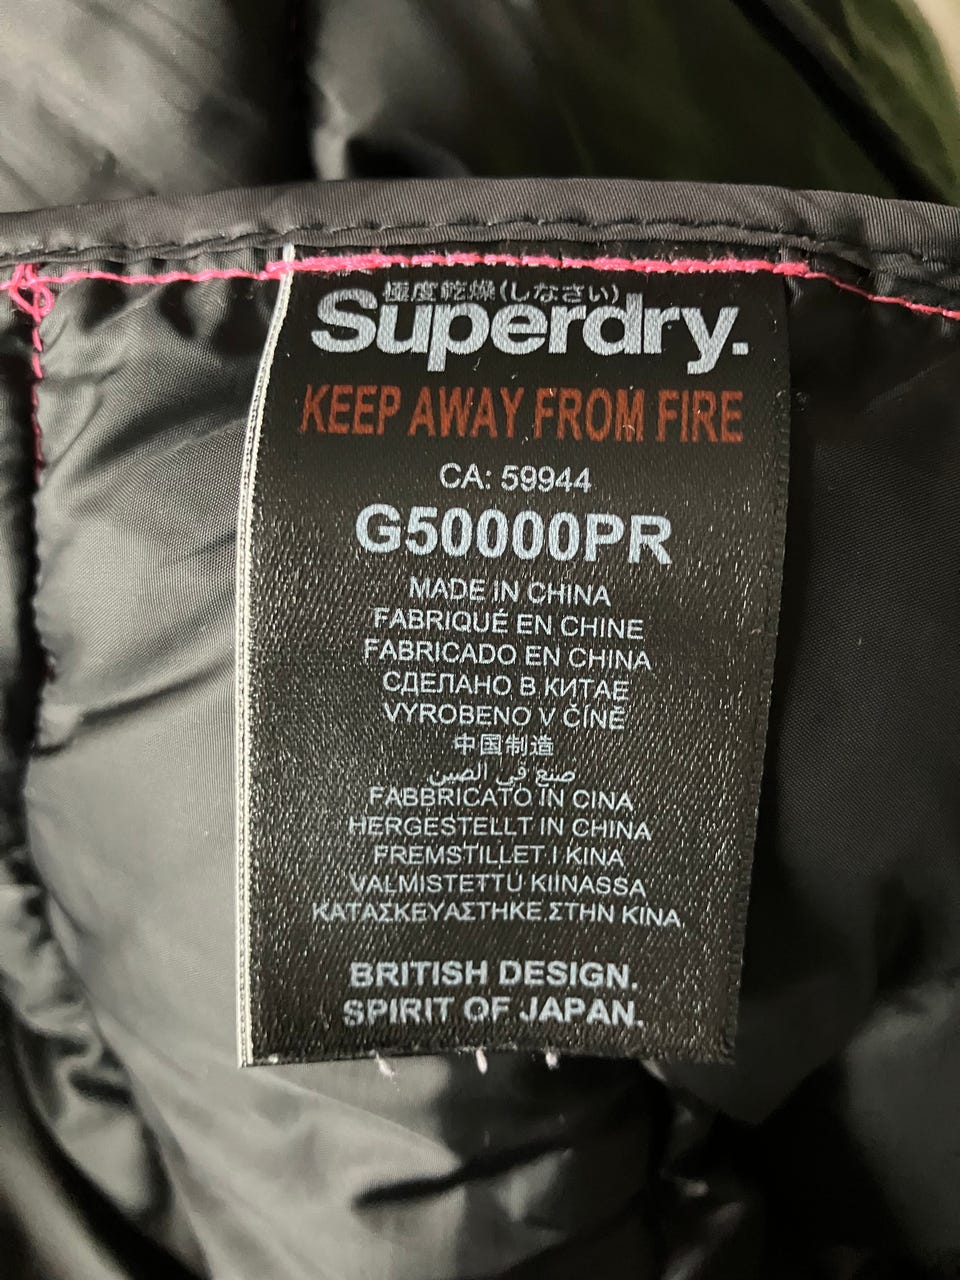 極度乾燥(しなさい)
Superdry.
KEEP AWAY FROM FIRE
CA: 59944
G50000PR
MADE IN CHINA
FABRIQUÉ EN CHINE
FABRICADO EN CHINA
СДЕЛАНО В КИТАЕ
VYROBENO V ČÍNĚ
中国制造
صنع في الصين
FABBRICATO IN CINA
HERGESTELLT IN CHINA
FREMSTILLET I KINA
VALMISTETTU KIINASSA
ΚΑΤΑΣΚΕΥΑΣΤΗΚΕ ΣΤΗΝ ΚΙΝΑ
BRITISH DESIGN.
SPIRIT OF JAPAN.